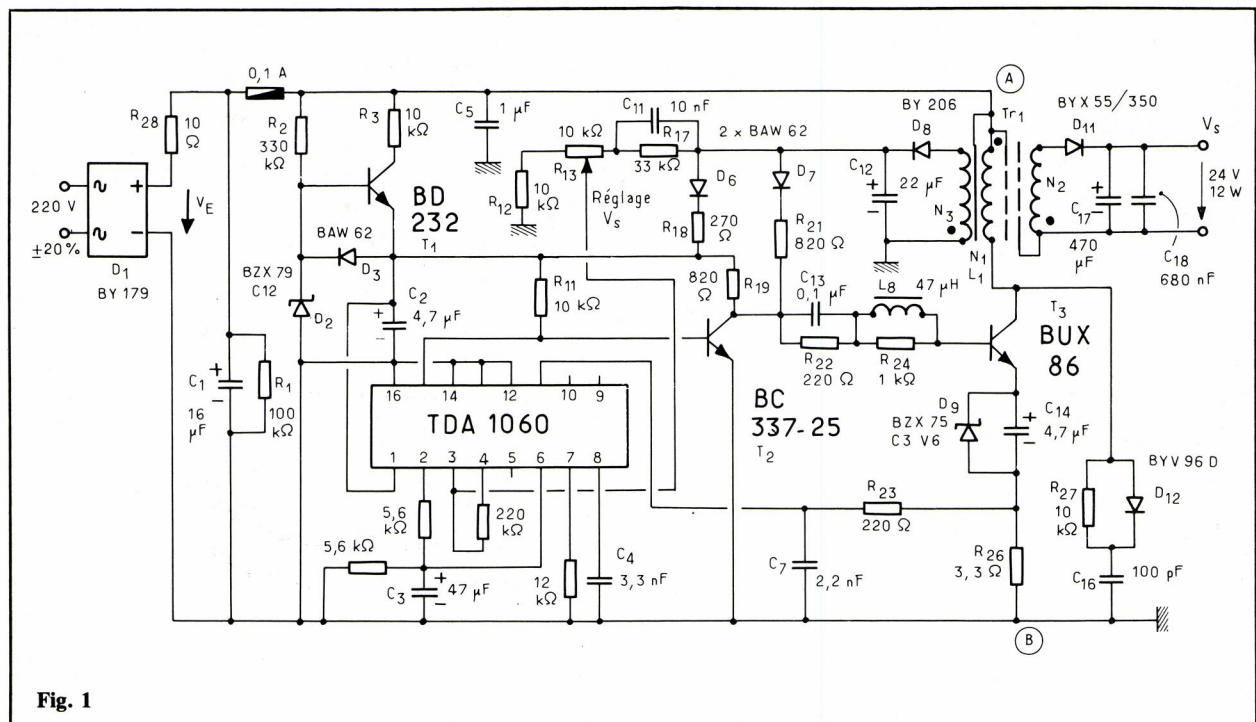 0,1 A
A
R28
10
Ω
R2
330
kΩ
R3
10
kΩ
C5
1 µF
C11
10 nF
10 kΩ
R13
R17
33 kΩ
R12
10
kΩ
Réglage
Vs
2 x BAW 62
BY 206
D8
Tr1
BYX 55/350
D11
Vs
24 V
12 W
220 V
±20%
+
−
VE
D1
BY 179
BD
232
T1
BAW 62
D3
D6
R18
270
Ω
D7
R21
820 Ω
C12
+
−
22 µF
N3
N1
L1
N2
C17
+
−
470
µF
C18
680 nF
BZX 79
C12
D2
C2
+
−
4,7 µF
R11
10 kΩ
820
Ω
R19
C13
0,1 µF
L8
47 µH
R22
220 Ω
R24
1 kΩ
T3
BUX
86
C1
+
−
16
µF
R1
100
kΩ
16
14
12
10
9
TDA 1060
1
2
3
4
5
6
7
8
BC
337-25
T2
D9
BZX 75
C3 V6
C14
+
−
4,7 µF
BYV 96 D
R27
10
kΩ
D12
R23
220 Ω
5,6
kΩ
220
kΩ
5,6 kΩ
C3
+
−
47 µF
12
kΩ
C4
3,3 nF
C7
2,2 nF
R26
3,3 Ω
C16
100 pF
B
Fig. 1